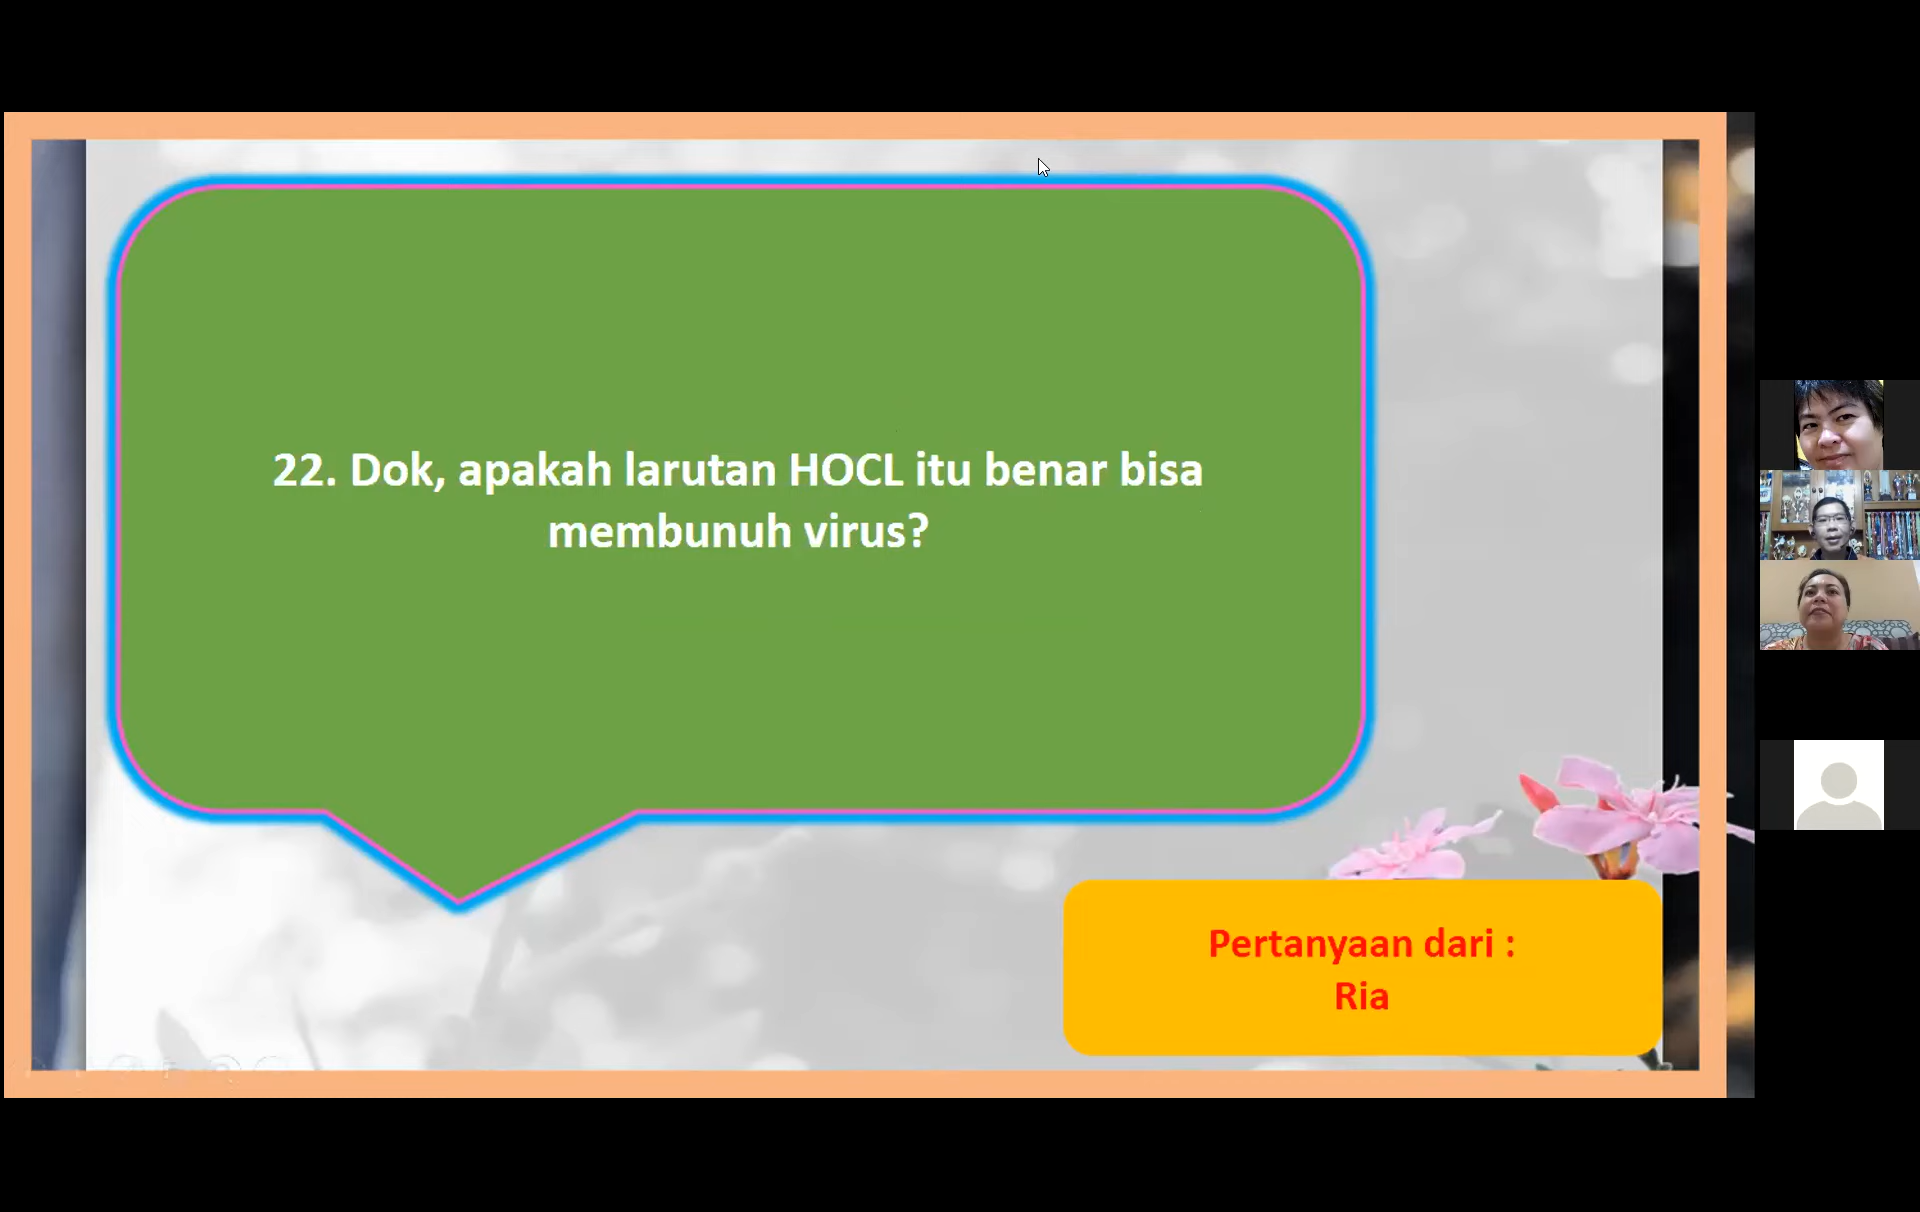 22. Dok, apakah larutan HOCL itu benar bisa
membunuh virus?
Pertanyaan dari :
Ria